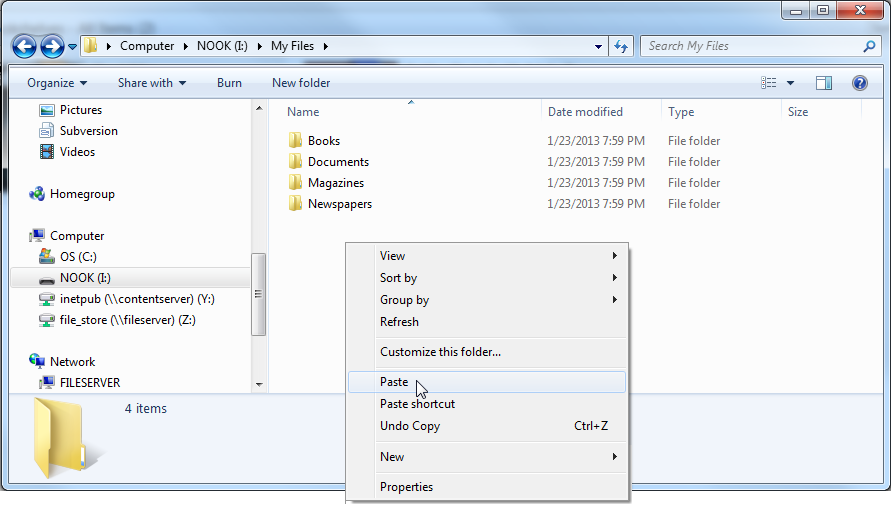 Computer NOOK (I:) My Files
Search My Files
Organize Share with Burn New folder
Name Date modified Type Size
Pictures
Subversion
Videos
Homegroup
Computer
OS (C:)
NOOK (I:)
inetpub (\\contentserver) (Y:)
file_store (\\fileserver) (Z:)
Network
FILESERVER
Books 1/23/2013 7:59 PM File folder
Documents 1/23/2013 7:59 PM File folder
Magazines 1/23/2013 7:59 PM File folder
Newspapers 1/23/2013 7:59 PM File folder
View
Sort by
Group by
Refresh
Customize this folder...
Paste
Paste shortcut
Undo Copy Ctrl+Z
New
Properties
4 items